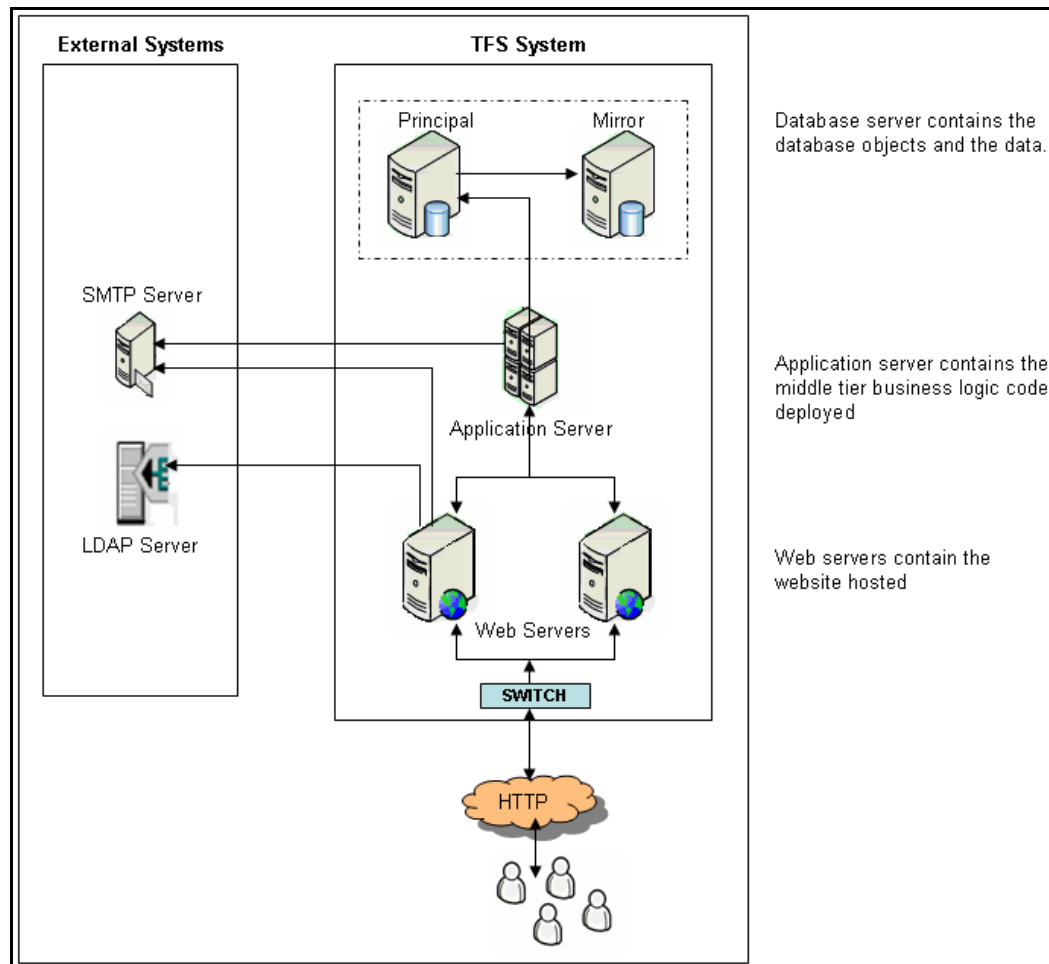 External Systems
TFS System
Principal
Mirror
Database server contains the
database objects and the data.
SMTP Server
Application server contains the
middle tier business logic code
deployed
Application Server
LDAP Server
Web servers contain the
website hosted
Web Servers
SWITCH
HTTP